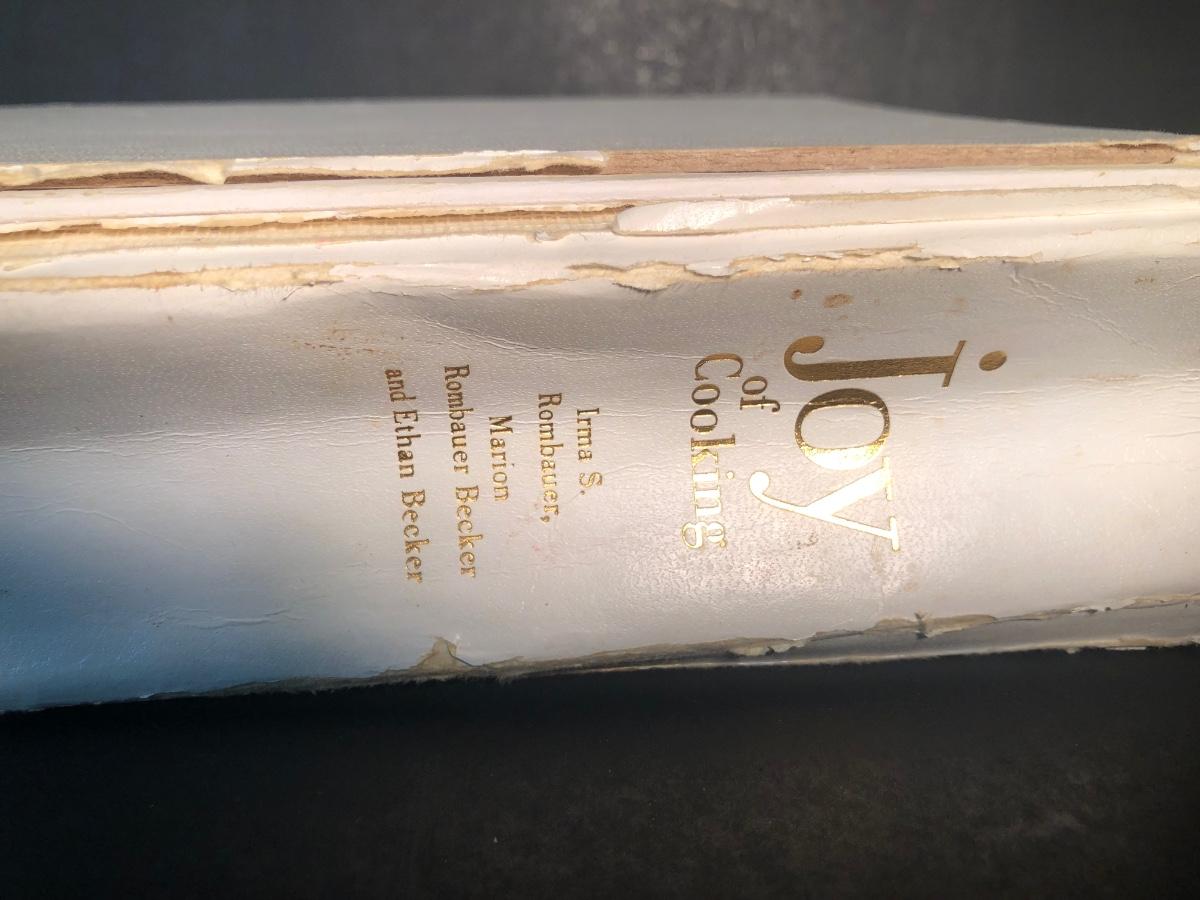 joy
of
Cooking
Irma S.
Rombauer,
Marion
Rombauer Becker
and Ethan Becker